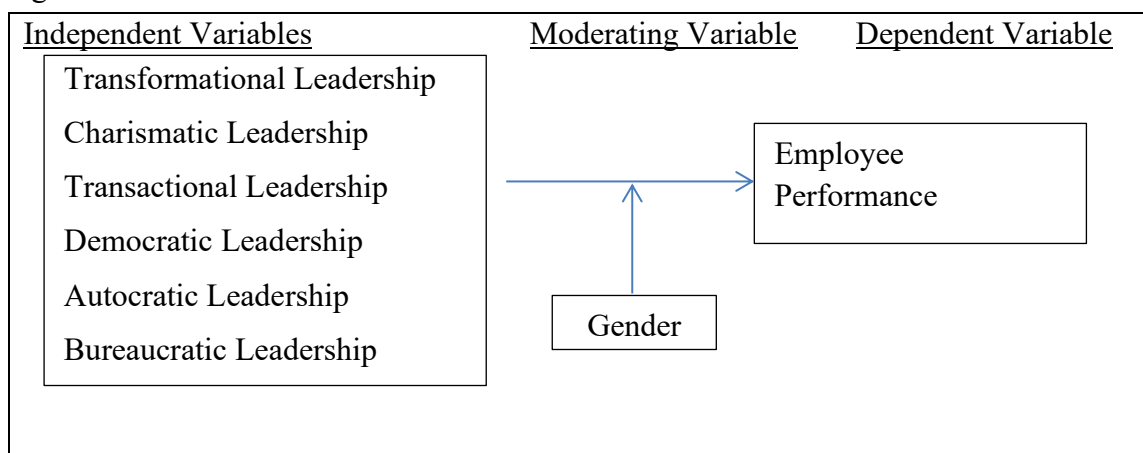 Independent Variables Moderating Variable Dependent Variable
Transformational Leadership
Charismatic Leadership
Transactional Leadership
Democratic Leadership
Autocratic Leadership
Bureaucratic Leadership
Employee
Performance
Gender